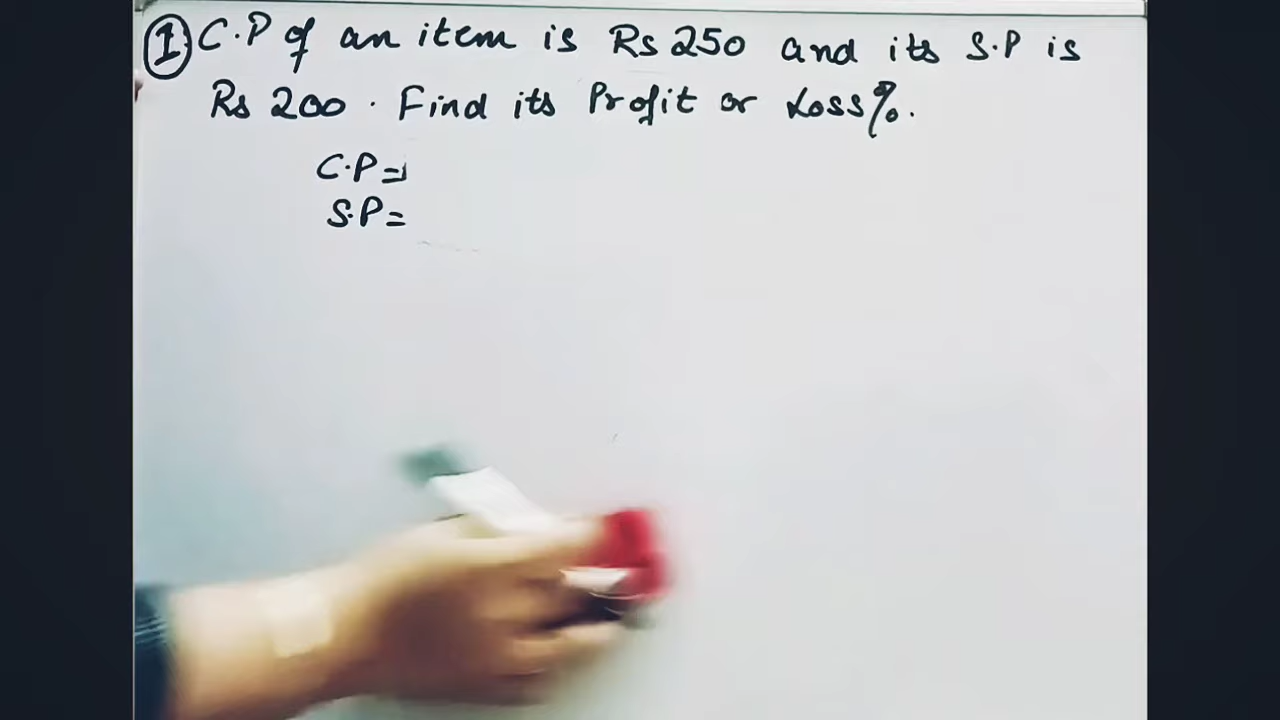 1 C.P of an item is Rs 250 and its S.P is
Rs 200. Find its Profit or Loss%.
C.P=
S.P=